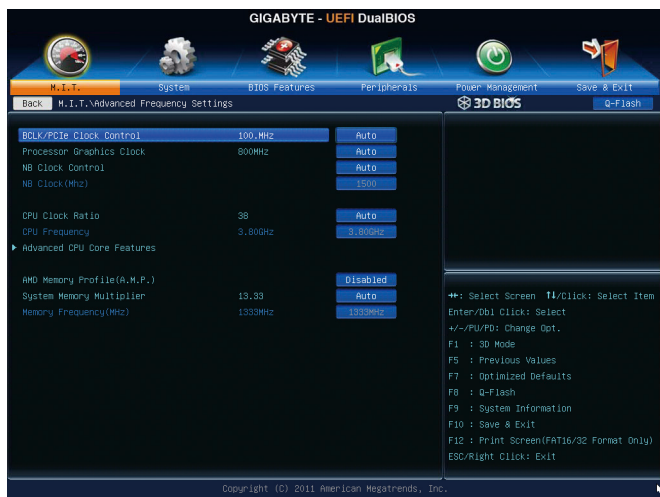 GIGABYTE - UEFI DualBIOS
M.I.T. System BIOS Features Peripherals Power Management Save & Exit
Back M.I.T.\Advanced Frequency Settings 3D BIOS Q-Flash
BCLK/PCIe Clock Control 100.MHz Auto
Processor Graphics Clock 800MHz Auto
NB Clock Control Auto
NB Clock(Mhz) 1500
CPU Clock Ratio 38 Auto
CPU Frequency 3.80GHz 3.80GHz
Advanced CPU Core Features
AMD Memory Profile(A.M.P.) Disabled
System Memory Multiplier 13.33 Auto
Memory Frequency(MHz) 1333MHz 1333MHz
→←: Select Screen ↑↓/Click: Select Item
Enter/Dbl Click: Select
+/-/PU/PD: Change Opt.
F1 : 3D Mode
F5 : Previous Values
F7 : Optimized Defaults
F8 : Q-Flash
F9 : System Information
F10 : Save & Exit
F12 : Print Screen(FAT16/32 Format Only)
ESC/Right Click: Exit
Copyright (C) 2011 American Megatrends, Inc.